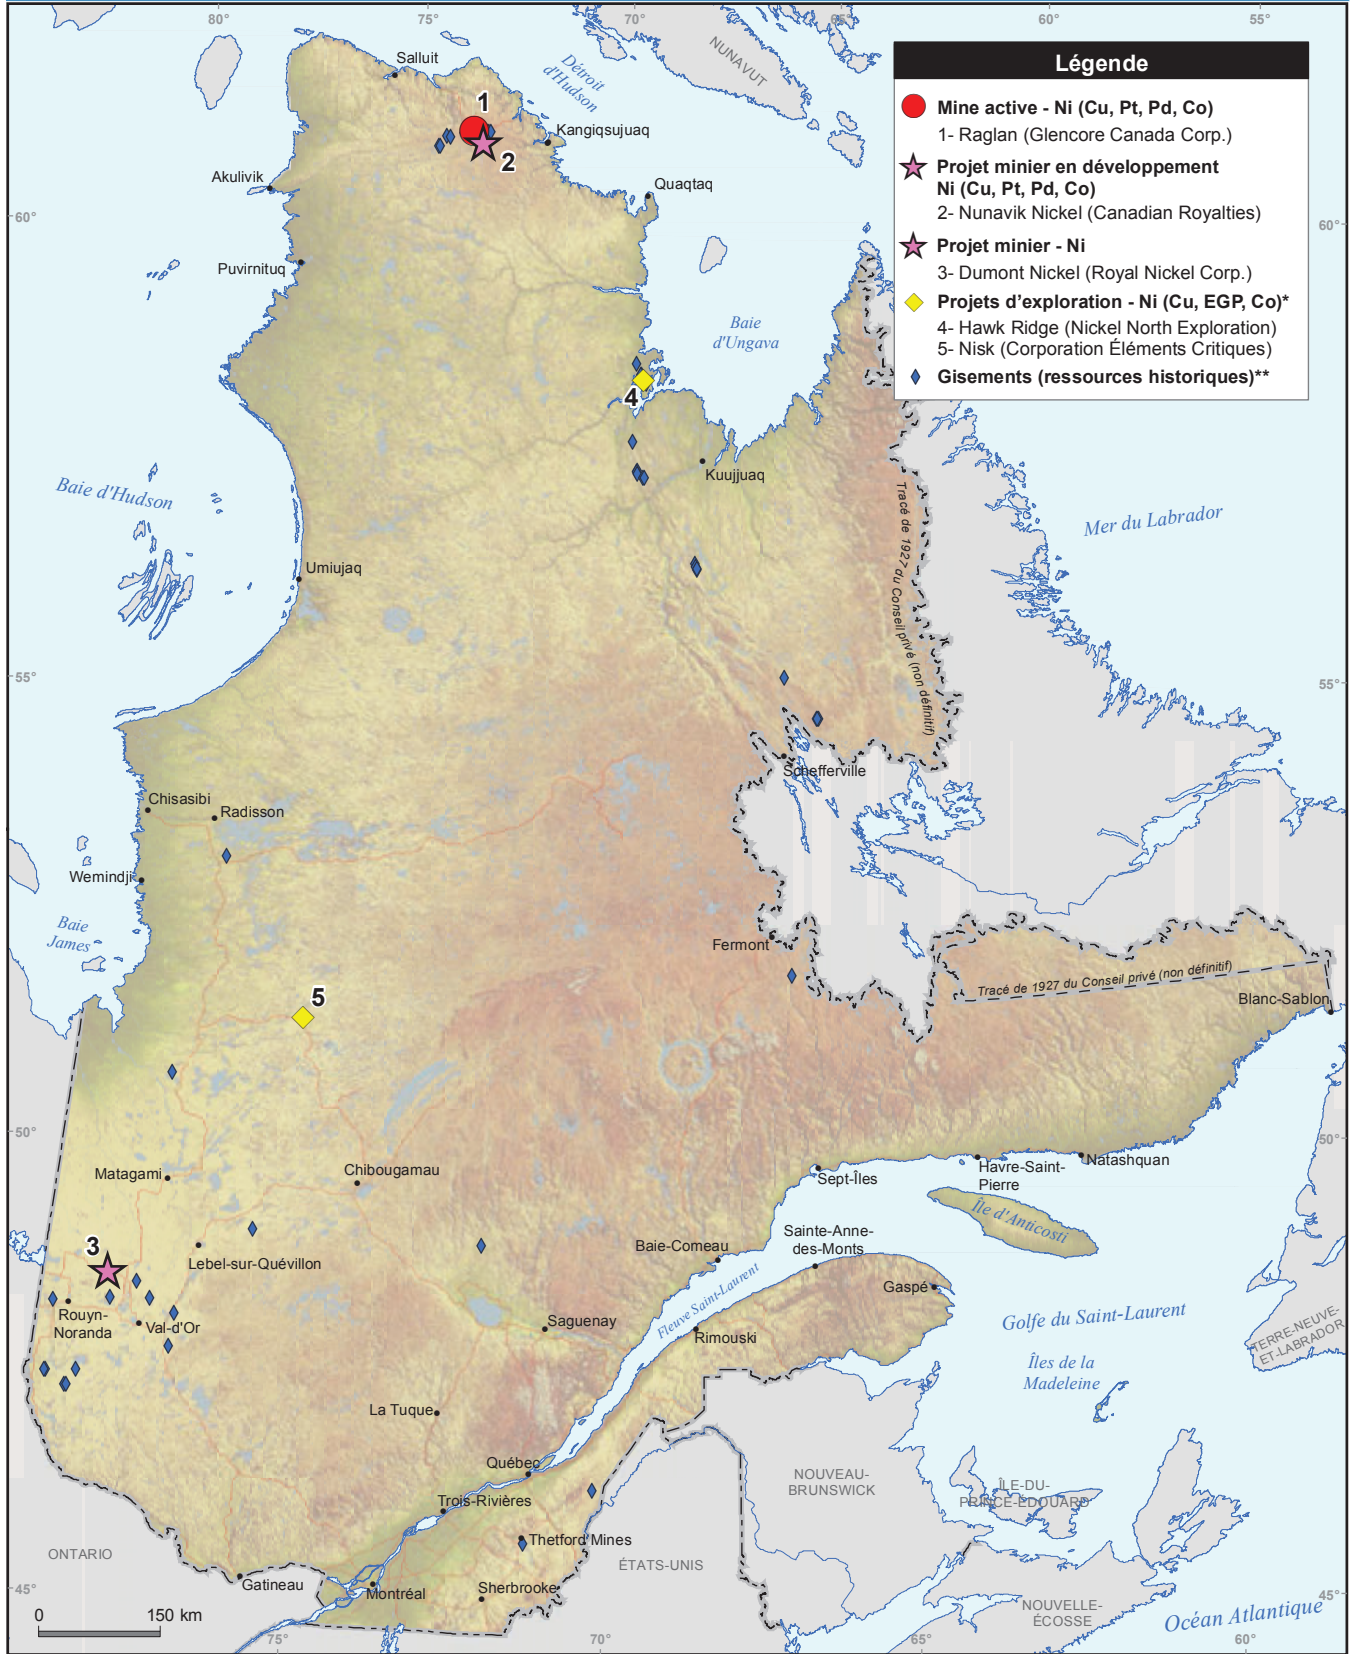 80°
75°
70°
65°
60°
55°
Légende
Mine active - Ni (Cu, Pt, Pd, Co)
1- Raglan (Glencore Canada Corp.)
Projet minier en développement
Ni (Cu, Pt, Pd, Co)
2- Nunavik Nickel (Canadian Royalties)
Projet minier - Ni
3- Dumont Nickel (Royal Nickel Corp.)
Projets d'exploration - Ni (Cu, EGP, Co)*
4- Hawk Ridge (Nickel North Exploration)
5- Nisk (Corporation Éléments Critiques)
Gisements (ressources historiques)**
NUNAVUT
Salluit
Détroit
d'Hudson
1
Kangiqsujuaq
2
Akulivik
Quaqtaq
60°
60°
Puvirnituq
Baie
d'Ungava
4
Kuujjuaq
Baie d'Hudson
Mer du Labrador
Tracé de 1927 du Conseil privé (non définitif)
Umiujaq
55°
55°
Schefferville
Chisasibi
Radisson
Wemindji
Baie
James
Fermont
Tracé de 1927 du Conseil privé (non définitif)
Blanc-Sablon
5
50°
50°
Matagami
Chibougamau
Sept-Îles
Havre-Saint-
Pierre
Natashquan
Île d'Anticosti
3
Lebel-sur-Quévillon
Baie-Comeau
Sainte-Anne-
des-Monts
Gaspé
Fleuve Saint-Laurent
Rouyn-
Noranda
Val-d'Or
Saguenay
Rimouski
Golfe du Saint-Laurent
TERRE-NEUVE-
ET-LABRADOR
Îles de la
Madeleine
La Tuque
Québec
NOUVEAU-
BRUNSWICK
ÎLE-DU-
PRINCE-ÉDOUARD
Trois-Rivières
Thetford Mines
ONTARIO
ÉTATS-UNIS
Gatineau
Montréal
Sherbrooke
45°
45°
NOUVELLE-
ÉCOSSE
Océan Atlantique
0 150 km
75°
70°
65°
60°